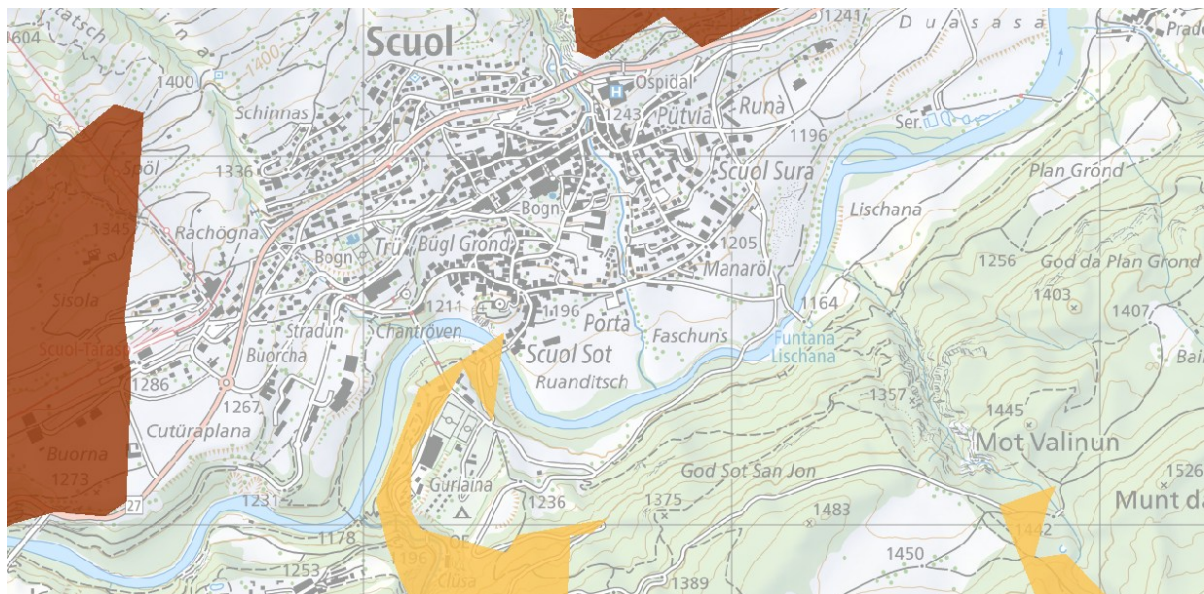 1241
Duasasa
1604
Scuol
Prade
1400
1400
Ospidal
H
Schinnas
1243
Pütvia
Runà
1196
Ser.
Spöl
1336
Scuol Sura
Plan Grond
1345
Rachögna
Bogn
Lischana
Trü
Bügl Grond
1205
Bogn
Manaröl
1256
God da Plan Grond
Sisola
1211
1196
1164
1403
Stradun
Chantröven
Porta
Faschuns
1407
Scuol-Tarasp
Buorcha
Scuol Sot
Funtana
Lischana
1286
Ruanditsch
1357
1267
1445
Cutüraplana
Mot Valinun
Buorna
Gurlaina
God Sot San Jon
1526
1273
1231
27
1236
1375
1483
Munt da
1442
1178
1196
1450
1253
Clüsa
1389